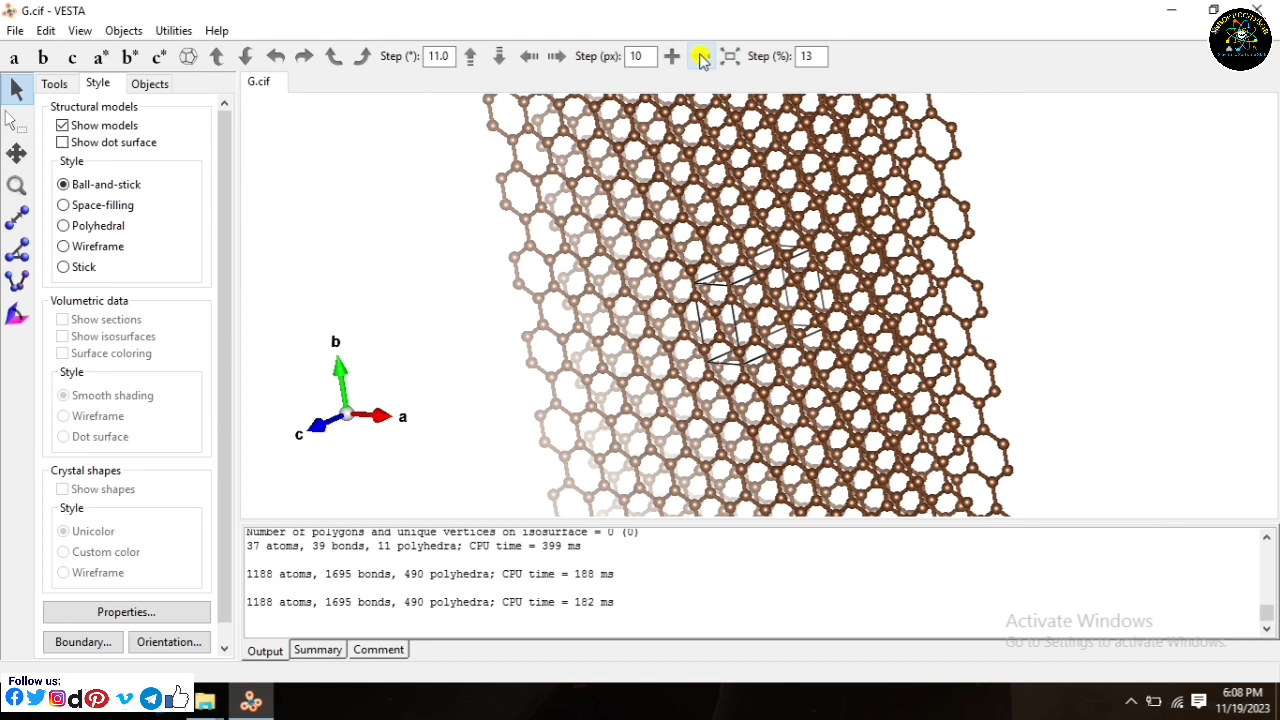 G.cif - VESTA
File Edit View Objects Utilities Help
a b c a* b* c* Step (°): 11.0 Step (px): 10 Step (%): 13
Tools Style Objects
G.cif
Structural models
Show models
Show dot surface
Style
Ball-and-stick
Space-filling
Polyhedral
Wireframe
Stick
Volumetric data
Show sections
Show isosurfaces
Surface coloring
Style
Smooth shading
Wireframe
Dot surface
Crystal shapes
Show shapes
Style
Unicolor
Custom color
Wireframe
Properties...
Boundary... Orientation...
b
a
c
Number of polygons and unique vertices on isosurface = 0 (0)
37 atoms, 39 bonds, 11 polyhedra; CPU time = 399 ms
1188 atoms, 1695 bonds, 490 polyhedra; CPU time = 188 ms
1188 atoms, 1695 bonds, 490 polyhedra; CPU time = 182 ms
Activate Windows
Go to Settings to activate Windows.
Output Summary Comment
Follow us:
6:08 PM
11/19/2023